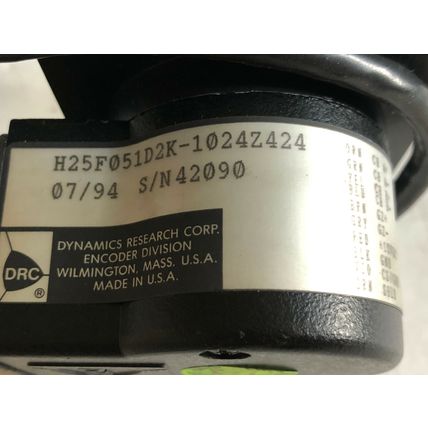 H25F051D2K-1024Z424
07/94 S/N42090
DYNAMICS RESEARCH CORP.
ENCODER DIVISION
WILMINGTON, MASS. U.S.A.
MADE IN U.S.A.
DRC
®